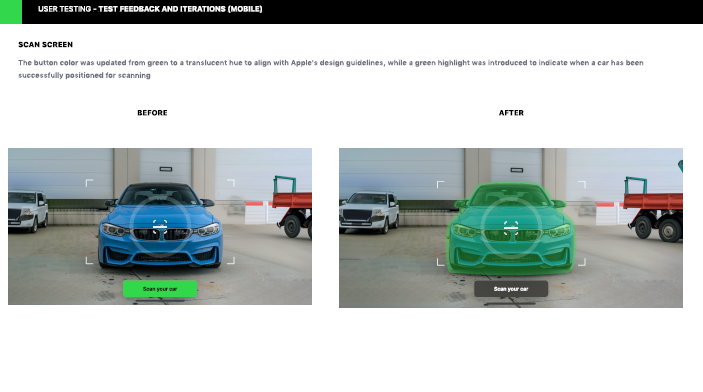 USER TESTING - TEST FEEDBACK AND ITERATIONS (MOBILE)
SCAN SCREEN
The button color was updated from green to a translucent hue to align with Apple's design guidelines, while a green highlight was introduced to indicate when a car has been
successfully positioned for scanning
BEFORE
AFTER
Scan your car
Scan your car